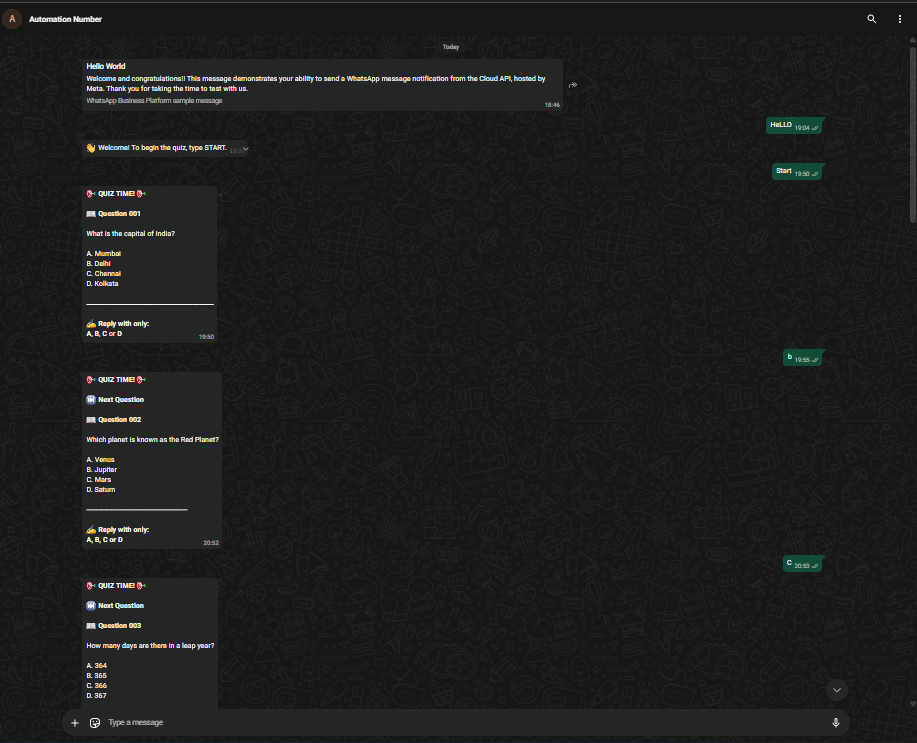 A
Automation Number
Today
Hello World
Welcome and congratulations!! This message demonstrates your ability to send a WhatsApp message notification from the Cloud API, hosted by
Meta. Thank you for taking the time to test with us.
WhatsApp Business Platform sample message
18:46
HeLLO 19:04
👋 Welcome! To begin the quiz, type START.
Start 19:50
🎯 QUIZ TIME! 🎯
📖 Question 001
What is the capital of India?
A. Mumbai
B. Delhi
C. Chennai
D. Kolkata
✍️ Reply with only:
A, B, C or D
19:50
b 19:55
🎯 QUIZ TIME! 🎯
⏭️ Next Question
📖 Question 002
Which planet is known as the Red Planet?
A. Venus
B. Jupiter
C. Mars
D. Saturn
✍️ Reply with only:
A, B, C or D
20:52
C 20:53
🎯 QUIZ TIME! 🎯
⏭️ Next Question
📖 Question 003
How many days are there in a leap year?
A. 364
B. 365
C. 366
D. 367
Type a message